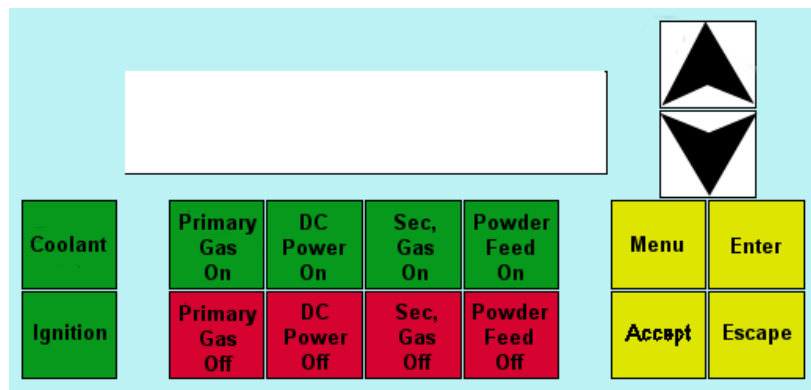 Coolant
Primary
Gas
On
DC
Power
On
Sec,
Gas
On
Powder
Feed
On
Menu
Enter
Ignition
Primary
Gas
Off
DC
Power
Off
Sec,
Gas
Off
Powder
Feed
Off
Accept
Escape